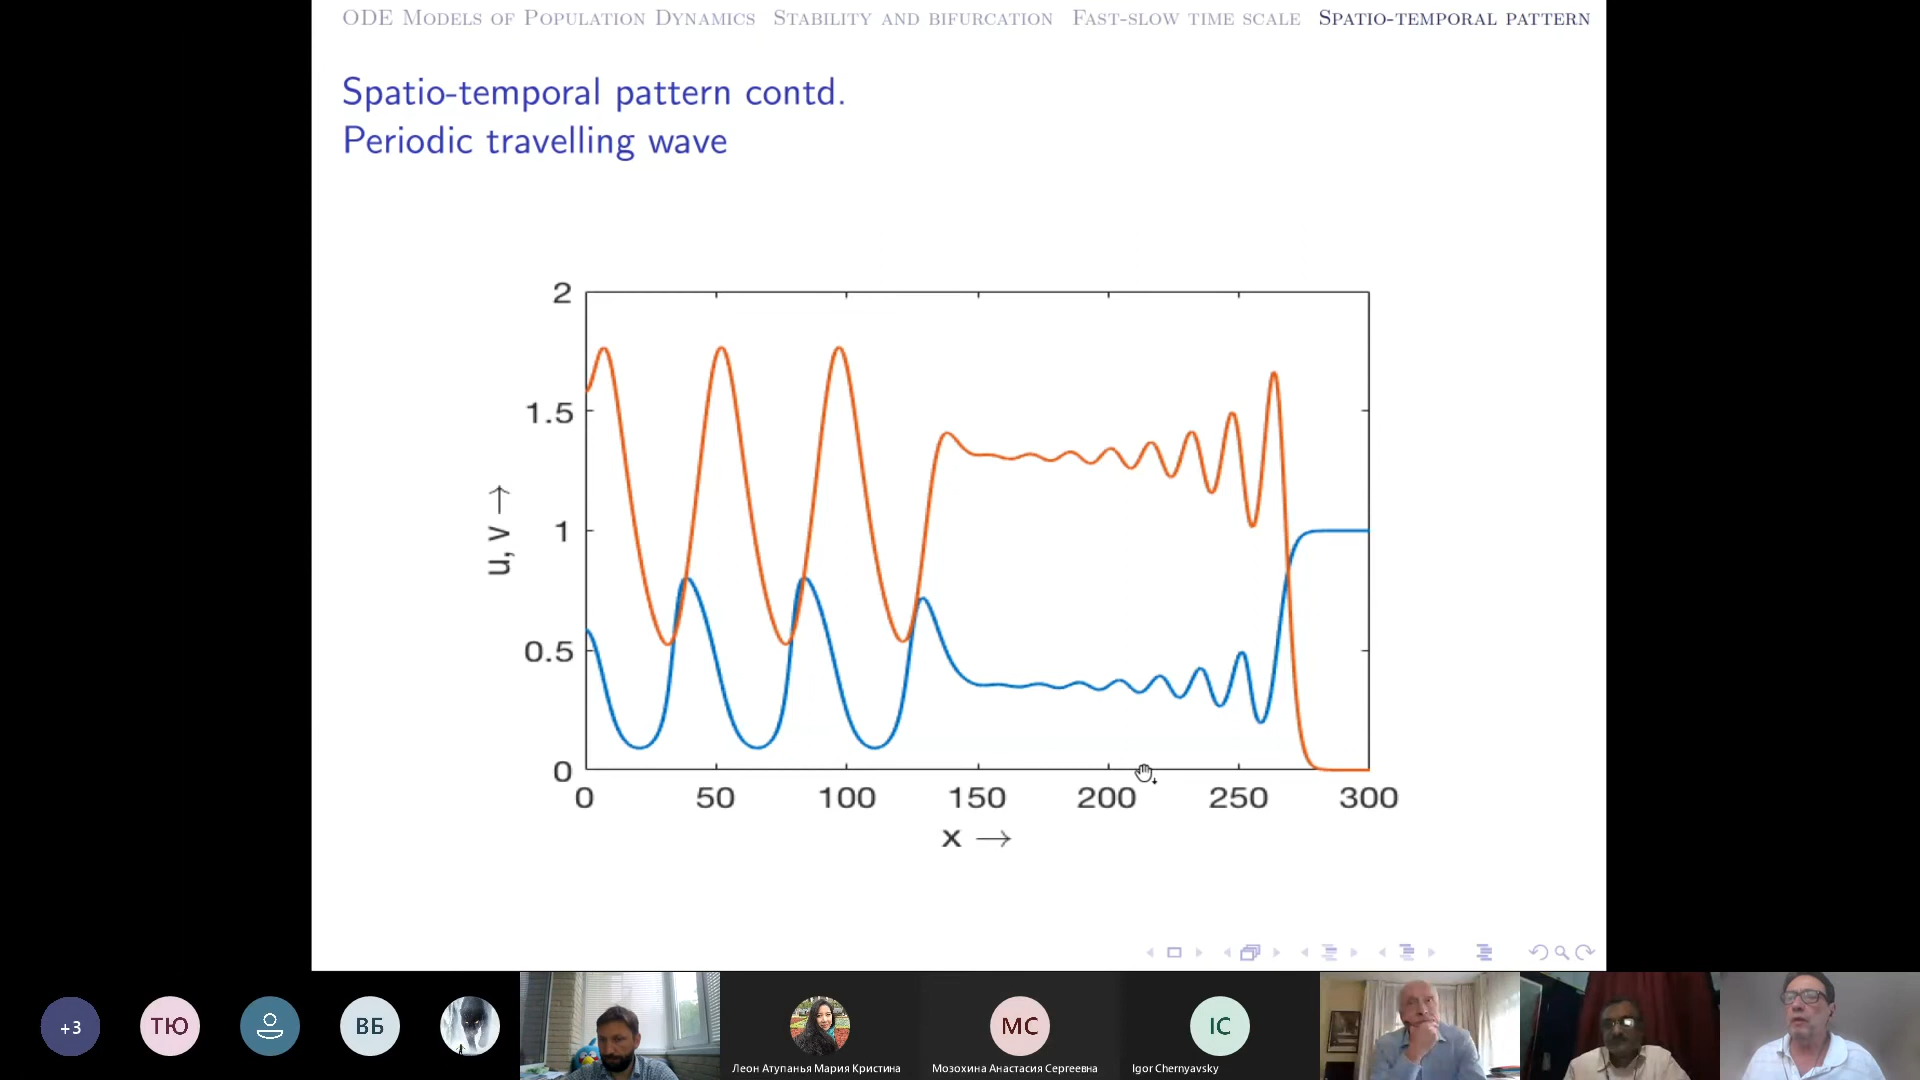 ODE Models of Population Dynamics Stability and bifurcation Fast-slow time scale Spatio-temporal pattern
Spatio-temporal pattern contd.
Periodic travelling wave
2
1.5
1
0.5
0
u, v →
0 50 100 150 200 250 300
x →
+3
ТЮ
ВБ
МС
IC
Леон Атупанья Мария Кристина
Мозохина Анастасия Сергеевна
Igor Chernyavsky